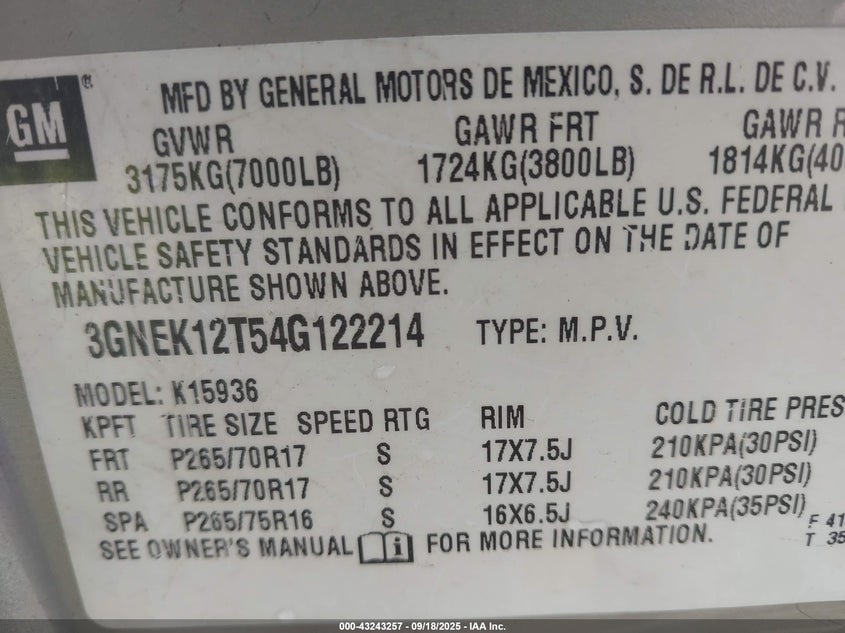 GM®
MFD BY GENERAL MOTORS DE MEXICO, S. DE R.L. DE C.V.
GVWR GAWR FRT GAWR R
3175KG(7000LB) 1724KG(3800LB) 1814KG(40
THIS VEHICLE CONFORMS TO ALL APPLICABLE U.S. FEDERAL
VEHICLE SAFETY STANDARDS IN EFFECT ON THE DATE OF
MANUFACTURE SHOWN ABOVE.
3GNEK12T54G122214 TYPE: M.P.V.
MODEL: K15936
KPFT TIRE SIZE SPEED RTG RIM COLD TIRE PRES
FRT P265/70R17 S 17X7.5J 210KPA(30PSI)
RR P265/70R17 S 17X7.5J 210KPA(30PSI)
SPA P265/75R16 S 16X6.5J 240KPA(35PSI)
SEE OWNER'S MANUAL i FOR MORE INFORMATION.
F 41
T 35
000-43243257 - 09/18/2025 - IAA Inc.